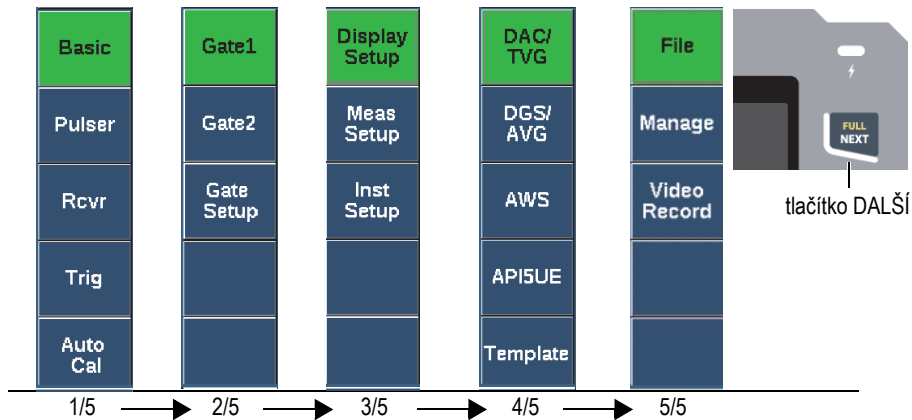 Basic
Pulser
Rcvr
Trig
Auto
Cal
Gate1
Gate2
Gate
Setup
Display
Setup
Meas
Setup
Inst
Setup
DAC/
TVG
DGS/
AVG
AWS
API5UE
Template
File
Manage
Video
Record
FULL
NEXT
tlačítko DALŠÍ
1/5
2/5
3/5
4/5
5/5